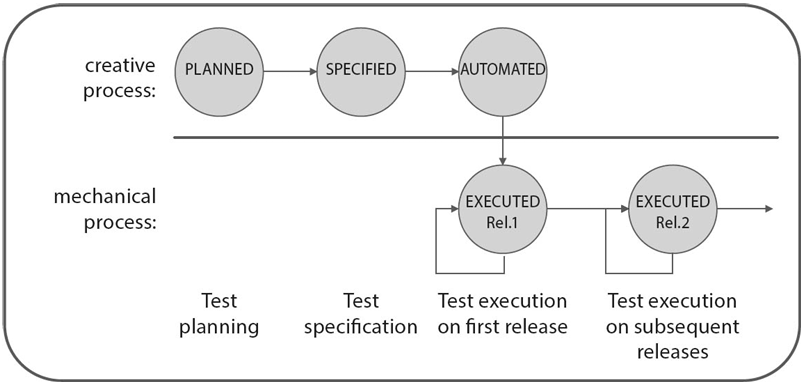 creative
process:
PLANNED
SPECIFIED
AUTOMATED
mechanical
process:
EXECUTED
Rel.1
EXECUTED
Rel.2
Test
planning
Test
specification
Test execution
on first release
Test execution
on subsequent
releases